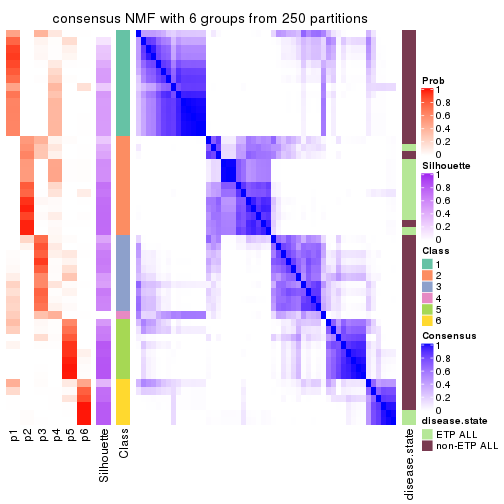 consensus NMF with 6 groups from 250 partitions
Prob
1
0.8
0.6
0.4
0.2
0
Silhouette
1
0.8
0.6
0.4
0.2
0
Class
1
2
3
4
5
6
Consensus
1
0.8
0.6
0.4
0.2
0
disease.state
ETP ALL
non-ETP ALL
p1
p2
p3
p4
p5
p6
Silhouette
Class
disease.state